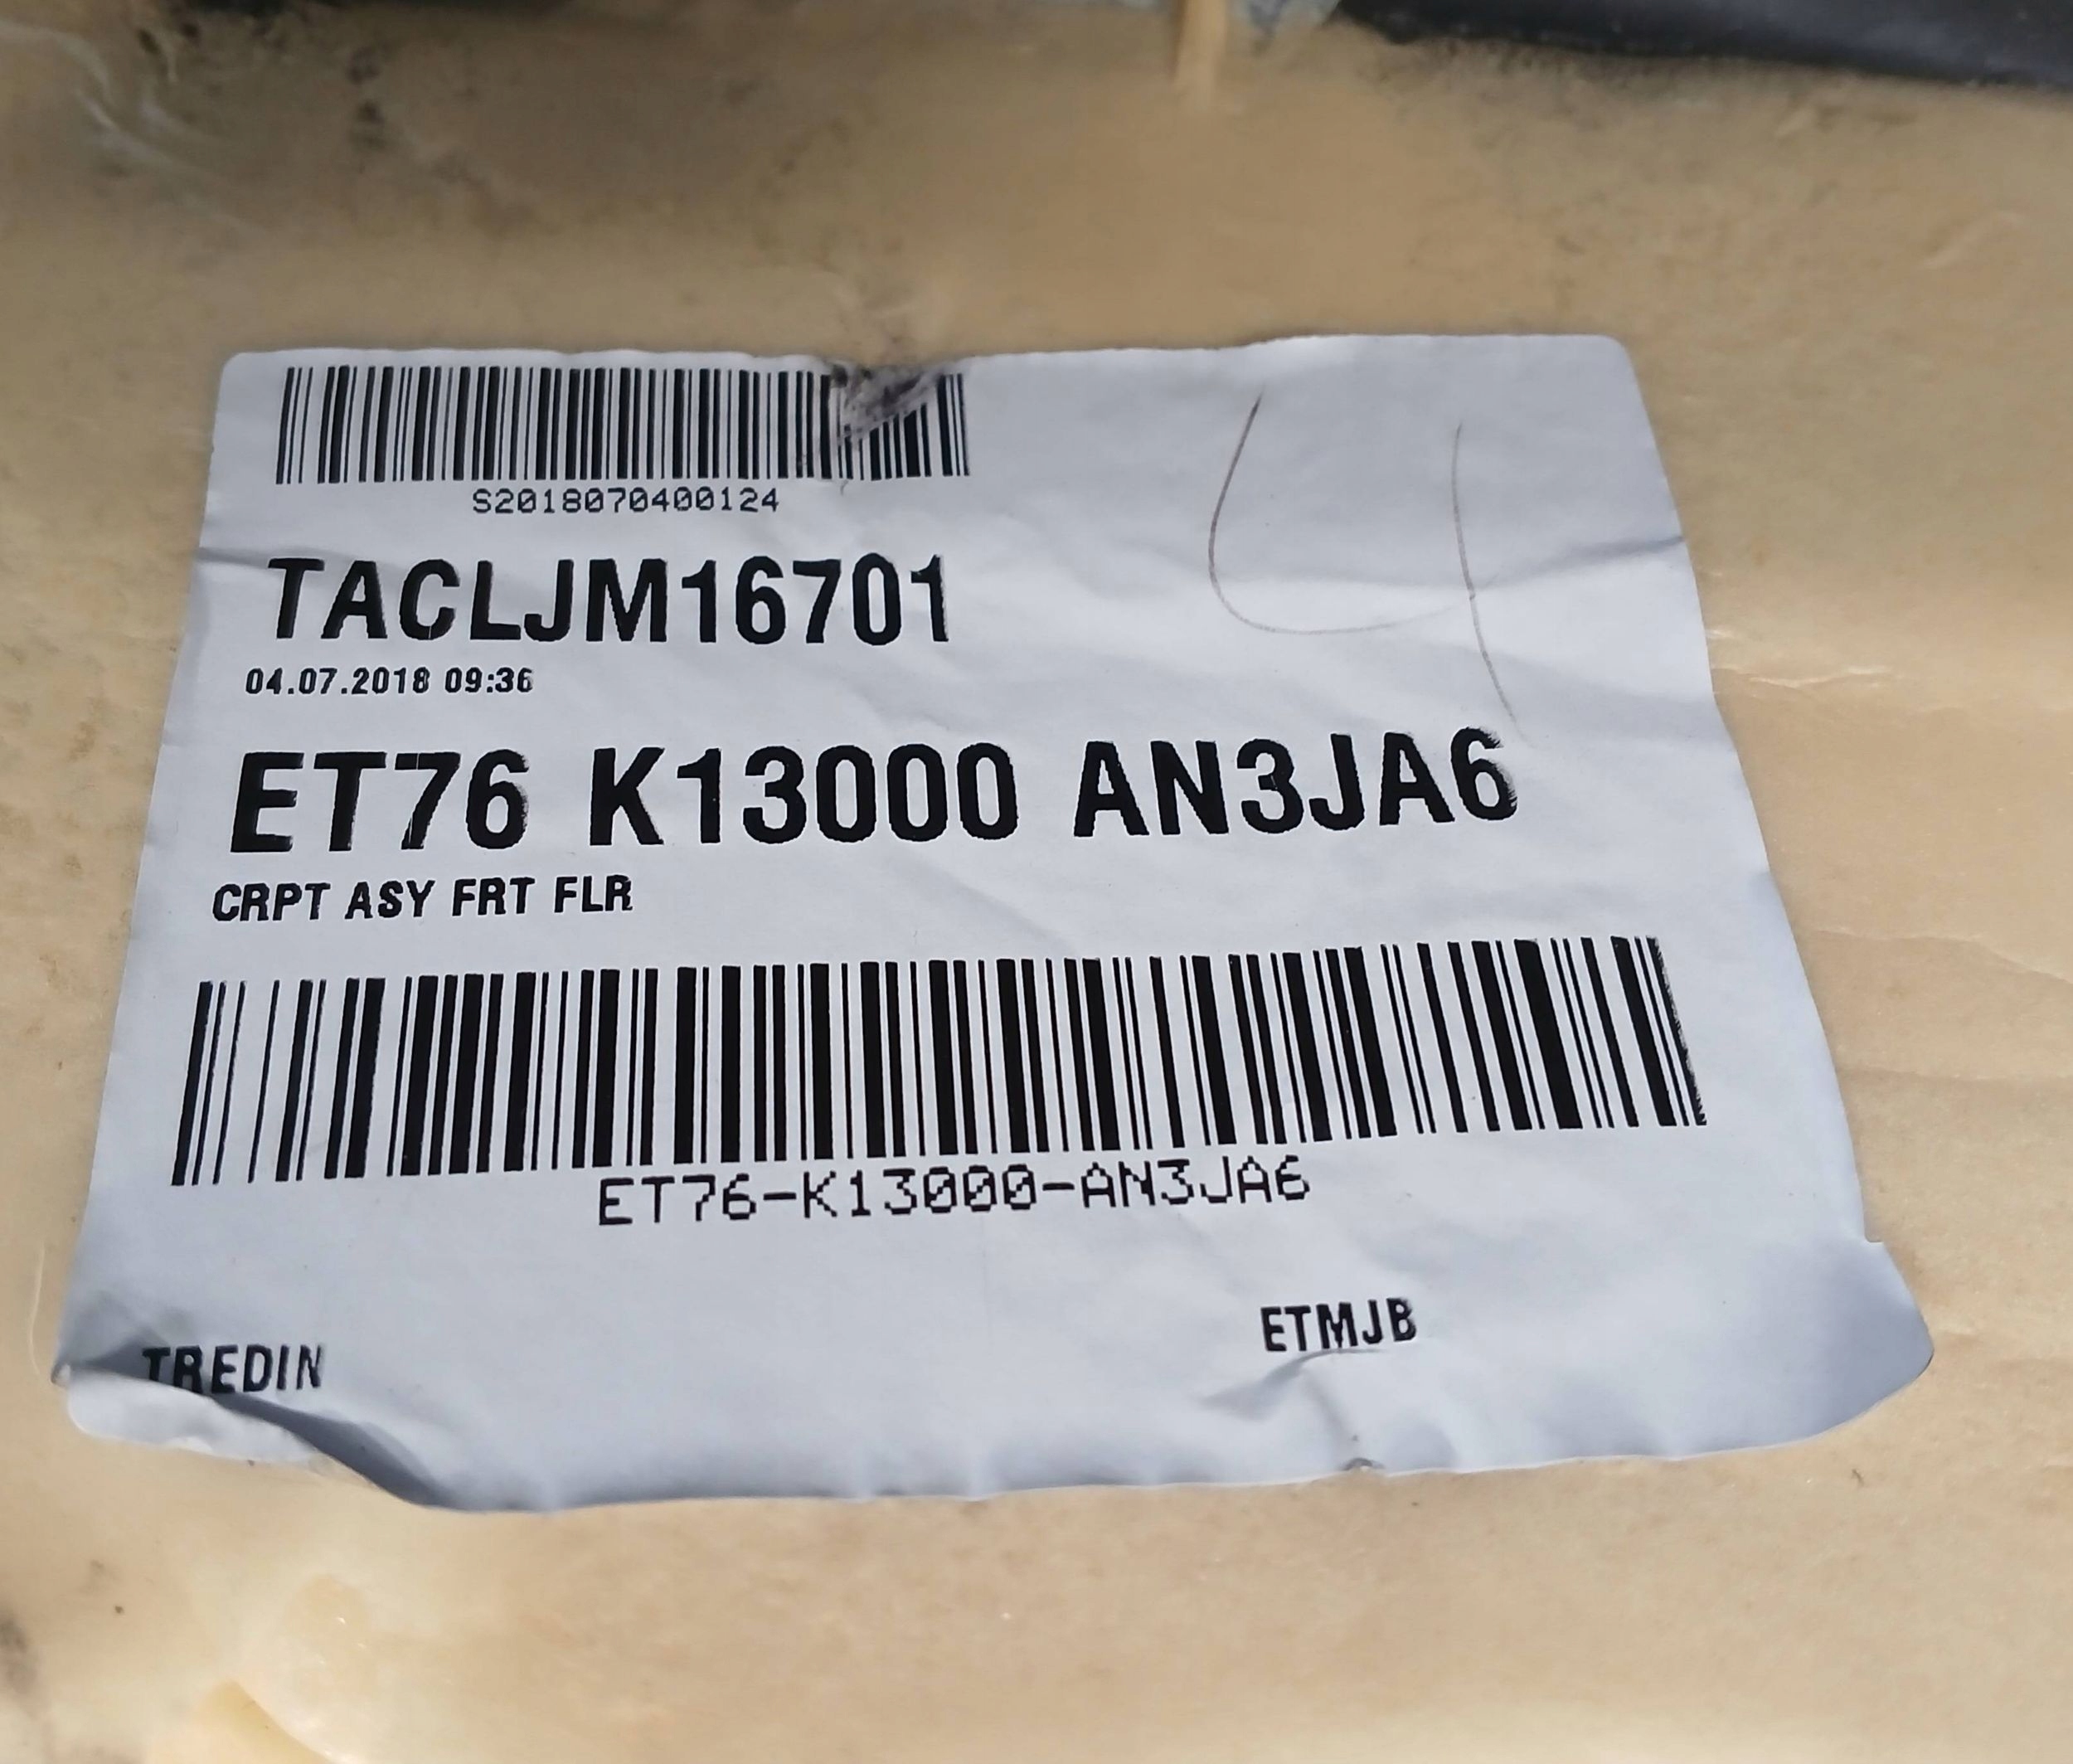 S2018070400124
4
TACLJM16701
04.07.2018 09:36
ET76 K13000 AN3JA6
CRPT ASY FRT FLR
ET76-K13000-AN3JA6
ETMJB
TREDIN